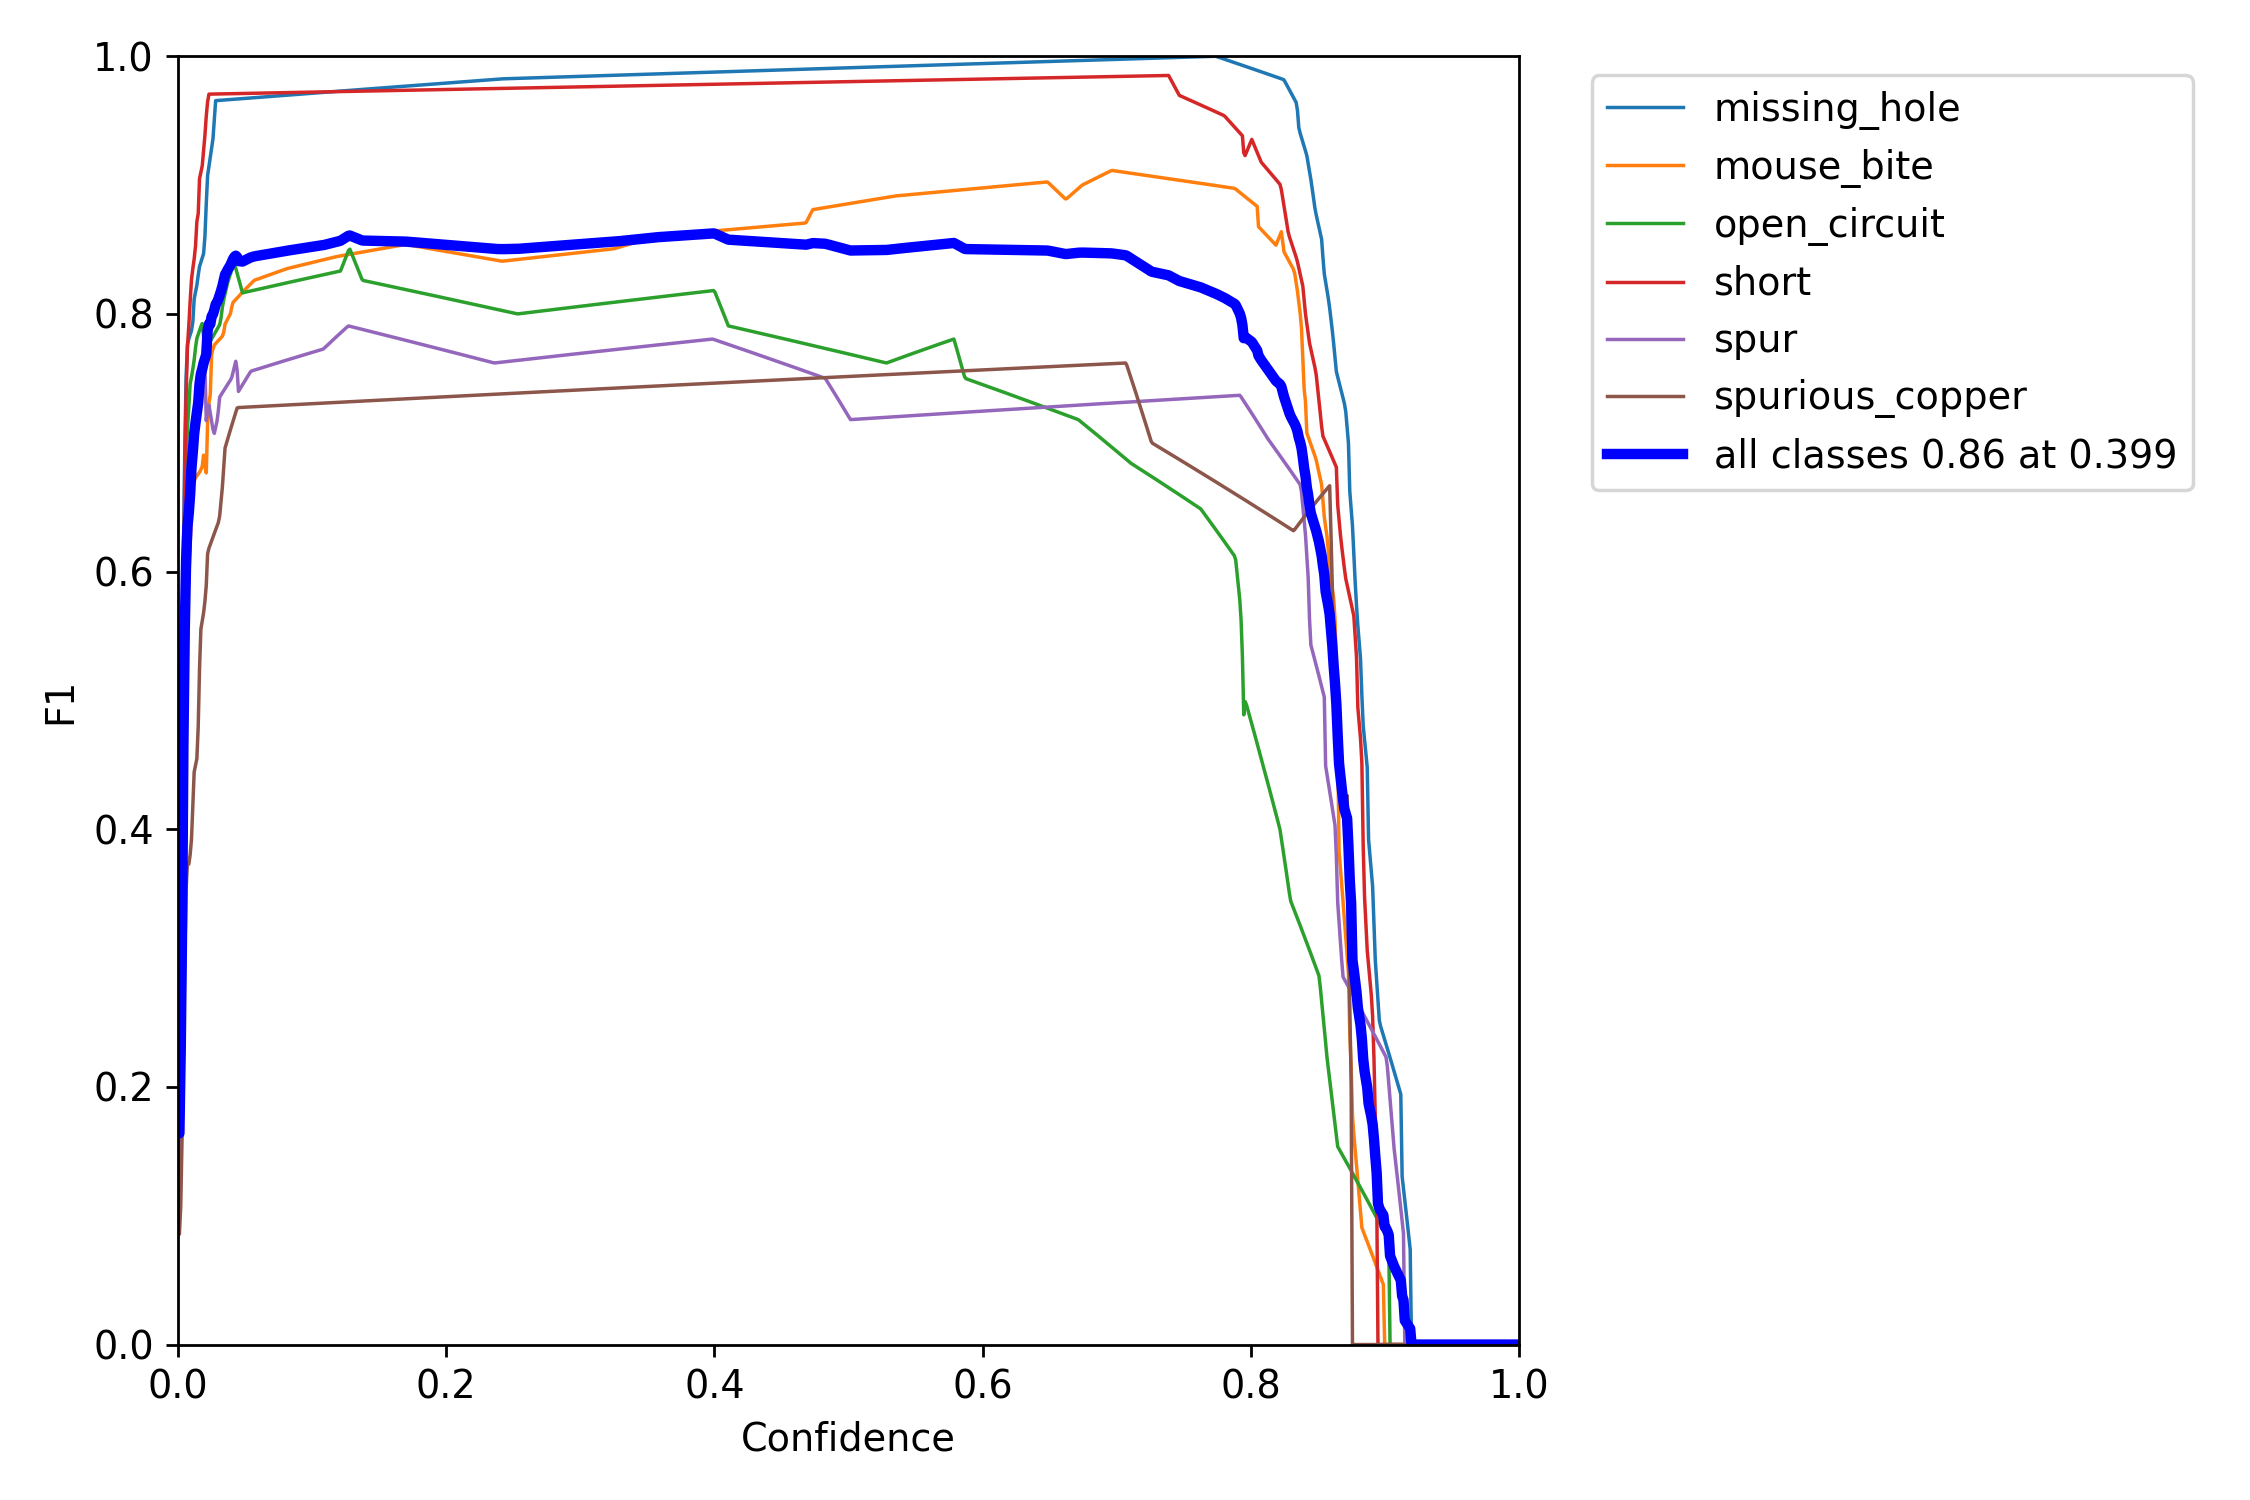 1.0
0.8
0.6
0.4
0.2
0.0
F1
0.0 0.2 0.4 0.6 0.8 1.0
Confidence
missing_hole
mouse_bite
open_circuit
short
spur
spurious_copper
all classes 0.86 at 0.399